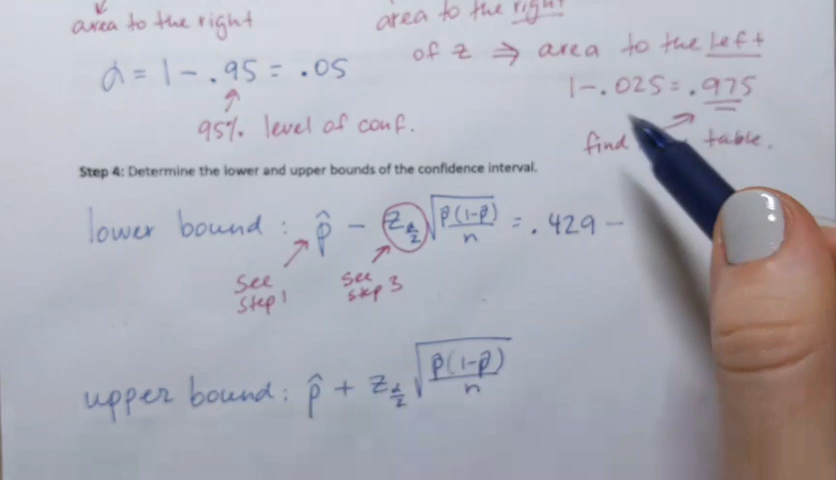 area to the right
area to the right
of z ⇒ area to the left
α = 1 - .95 = .05
1 - .025 = .975
95% level of conf.
find table.
Step 4: Determine the lower and upper bounds of the confidence interval.
lower bound : p̂ - z_{α/2} √(p̂(1-p̂)/n) = .429 -
see step 1
see step 3
upper bound : p̂ + z_{α/2} √(p̂(1-p̂)/n)